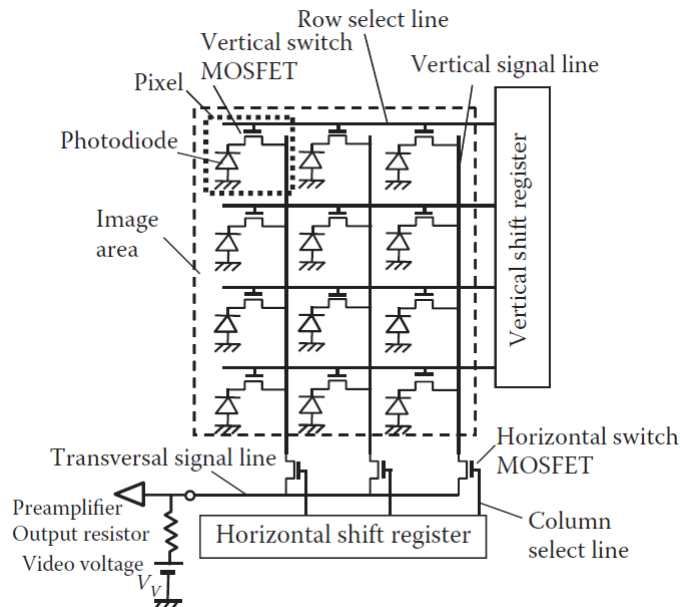 Row select line
Vertical switch
MOSFET
Vertical signal line
Pixel
Photodiode
Image
area
Vertical shift register
Horizontal switch
MOSFET
Transversal signal line
Preamplifier
Output resistor
Video voltage
V_V
Horizontal shift register
Column
select line